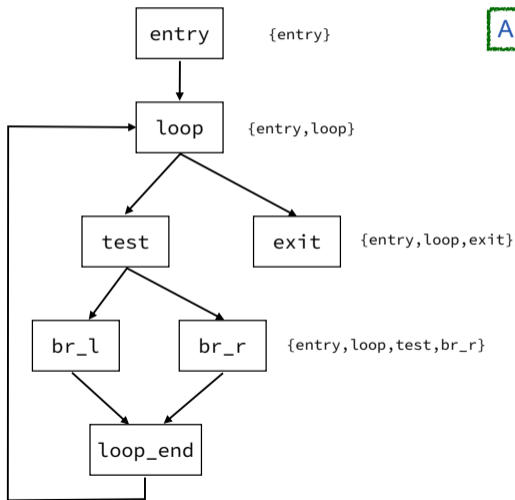 entry {entry} A
loop {entry,loop}
test exit {entry,loop,exit}
br_l br_r {entry,loop,test,br_r}
loop_end